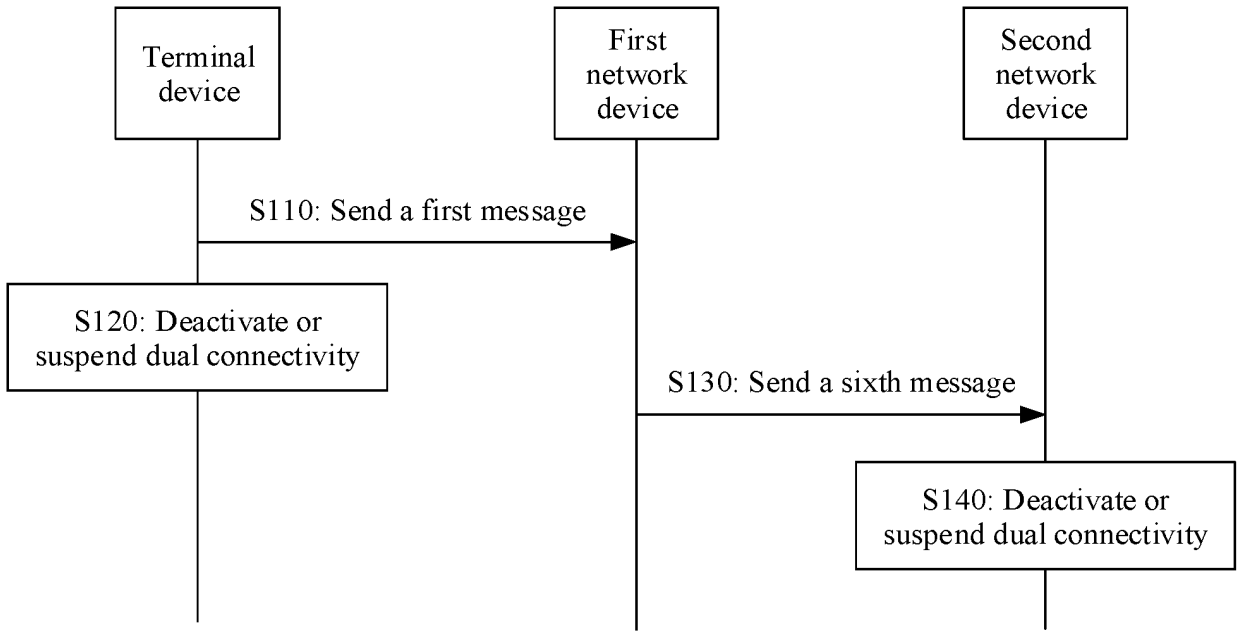 Terminal
device
First
network
device
Second
network
device
S110: Send a first message
S120: Deactivate or
suspend dual connectivity
S130: Send a sixth message
S140: Deactivate or
suspend dual connectivity